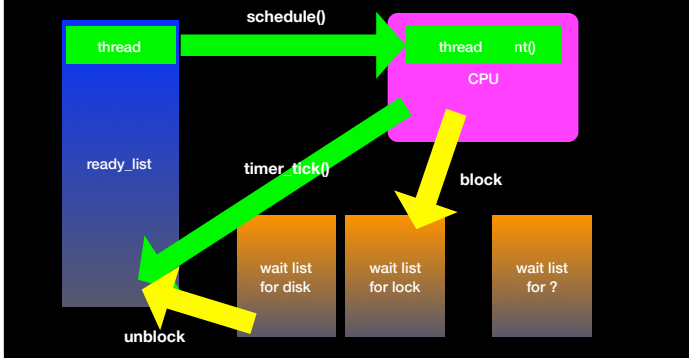 schedule()
thread
thread nt()
CPU
ready_list
timer_tick()
block
wait list
for disk
wait list
for lock
wait list
for ?
unblock